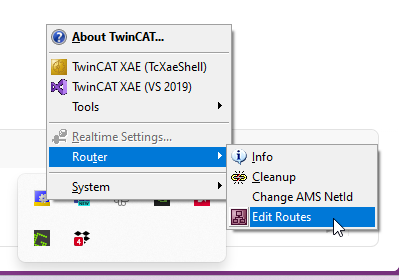 About TwinCAT...
TwinCAT XAE (TcXaeShell)
TwinCAT XAE (VS 2019)
Tools
Realtime Settings...
Router
System
Info
Cleanup
Change AMS NetId
Edit Routes
4